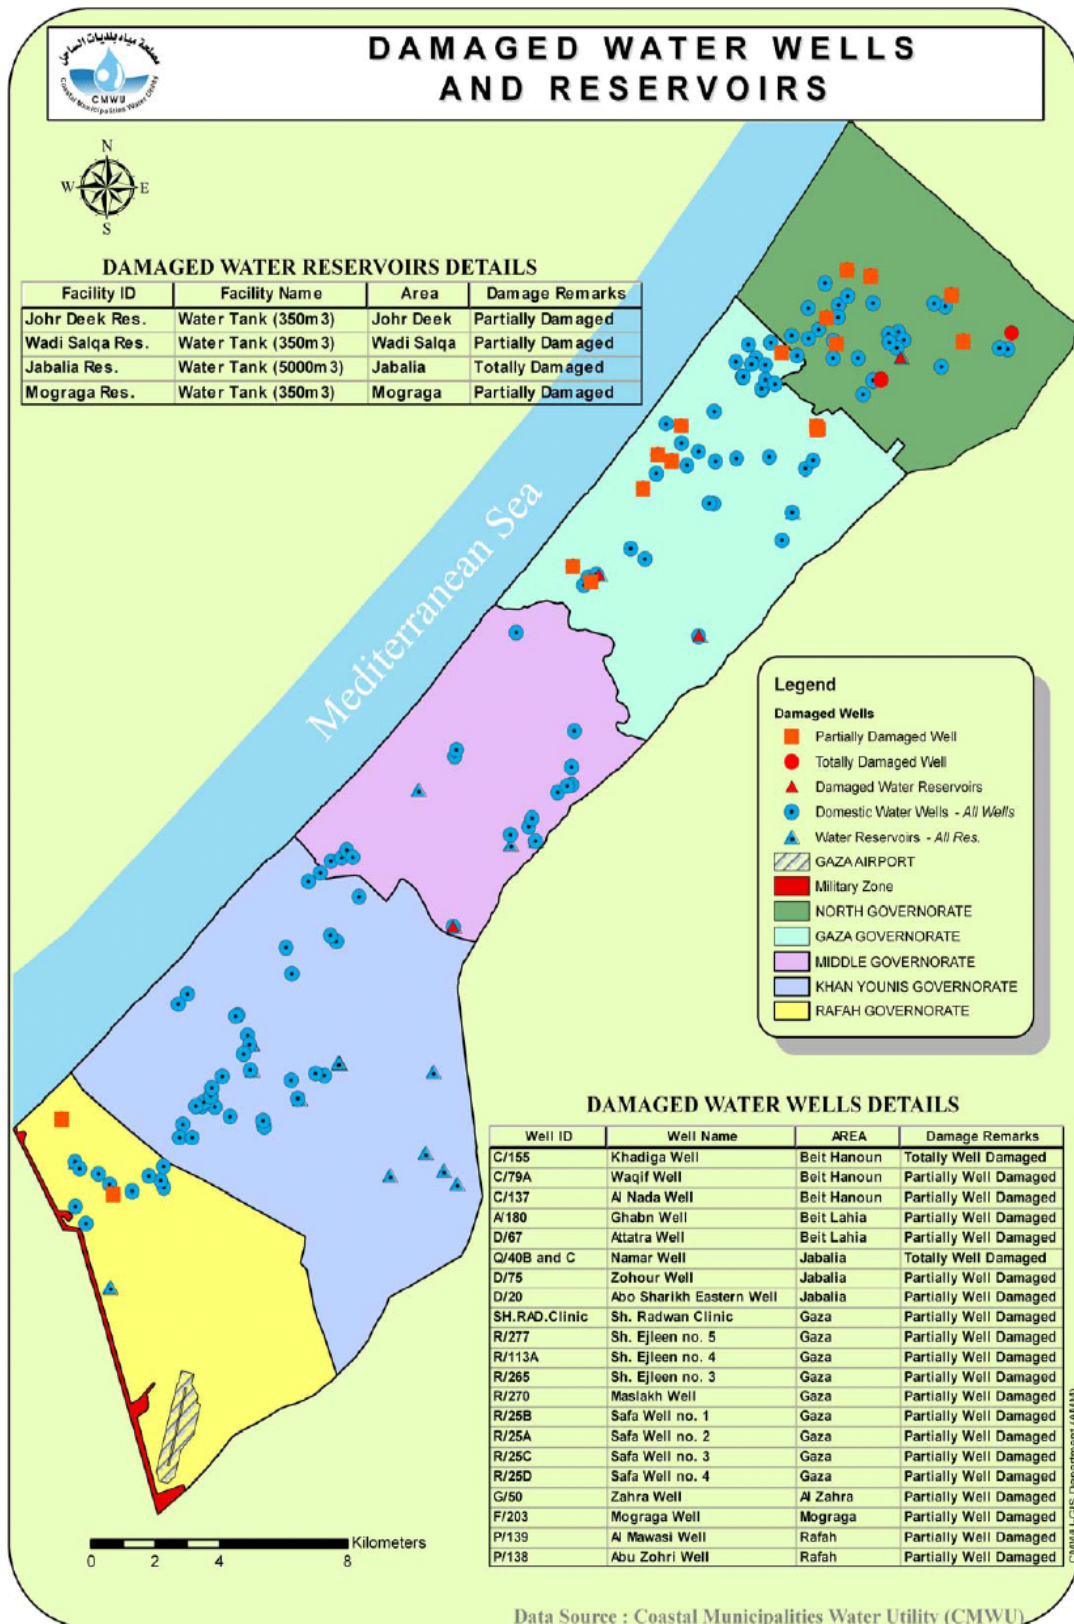 مصلحة مياه بلديات الساحل
CMWU
Coastal Municipalities Water Utility
DAMAGED WATER WELLS
AND RESERVOIRS
N
W E
S
DAMAGED WATER RESERVOIRS DETAILS
Facility ID Facility Name Area Damage Remarks
Johr Deek Res. Water Tank (350m3) Johr Deek Partially Damaged
Wadi Salqa Res. Water Tank (350m3) Wadi Salqa Partially Damaged
Jabalia Res. Water Tank (5000m3) Jabalia Totally Damaged
Mograga Res. Water Tank (350m3) Mograga Partially Damaged
Mediterranean Sea
Legend
Damaged Wells
Partially Damaged Well
Totally Damaged Well
Damaged Water Reservoirs
Domestic Water Wells - All Wells
Water Reservoirs - All Res.
GAZA AIRPORT
Military Zone
NORTH GOVERNORATE
GAZA GOVERNORATE
MIDDLE GOVERNORATE
KHAN YOUNIS GOVERNORATE
RAFAH GOVERNORATE
DAMAGED WATER WELLS DETAILS
Well ID Well Name AREA Damage Remarks
C/155 Khadiga Well Beit Hanoun Totally Well Damaged
C/79A Waqif Well Beit Hanoun Partially Well Damaged
C/137 Al Nada Well Beit Hanoun Partially Well Damaged
A/180 Ghabn Well Beit Lahia Partially Well Damaged
D/67 Attatra Well Beit Lahia Partially Well Damaged
Q/40B and C Namar Well Jabalia Totally Well Damaged
D/75 Zohour Well Jabalia Partially Well Damaged
D/20 Abo Sharikh Eastern Well Jabalia Partially Well Damaged
SH.RAD.Clinic Sh. Radwan Clinic Gaza Partially Well Damaged
R/277 Sh. Ejleen no. 5 Gaza Partially Well Damaged
R/113A Sh. Ejleen no. 4 Gaza Partially Well Damaged
R/265 Sh. Ejleen no. 3 Gaza Partially Well Damaged
R/270 Maslakh Well Gaza Partially Well Damaged
R/25B Safa Well no. 1 Gaza Partially Well Damaged
R/25A Safa Well no. 2 Gaza Partially Well Damaged
R/25C Safa Well no. 3 Gaza Partially Well Damaged
R/25D Safa Well no. 4 Gaza Partially Well Damaged
G/50 Zahra Well Al Zahra Partially Well Damaged
F/203 Mograga Well Mograga Partially Well Damaged
P/139 Al Mawasi Well Rafah Partially Well Damaged
P/138 Abu Zohri Well Rafah Partially Well Damaged
CMWU-GIS Department (AMM)
Kilometers
0 2 4 8
Data Source : Coastal Municipalities Water Utility (CMWU)